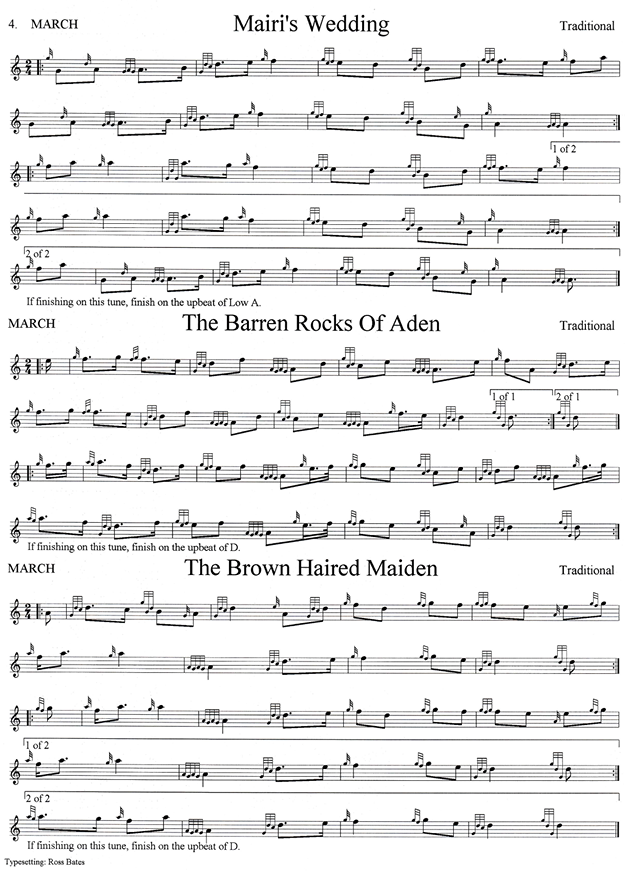 4. MARCH Mairi's Wedding Traditional
1 of 2
2 of 2
If finishing on this tune, finish on the upbeat of Low A.
MARCH The Barren Rocks Of Aden Traditional
1 of 1 2 of 1
If finishing on this tune, finish on the upbeat of D.
MARCH The Brown Haired Maiden Traditional
1 of 2
2 of 2
If finishing on this tune, finish on the upbeat of D.
Typesetting: Ross Bates